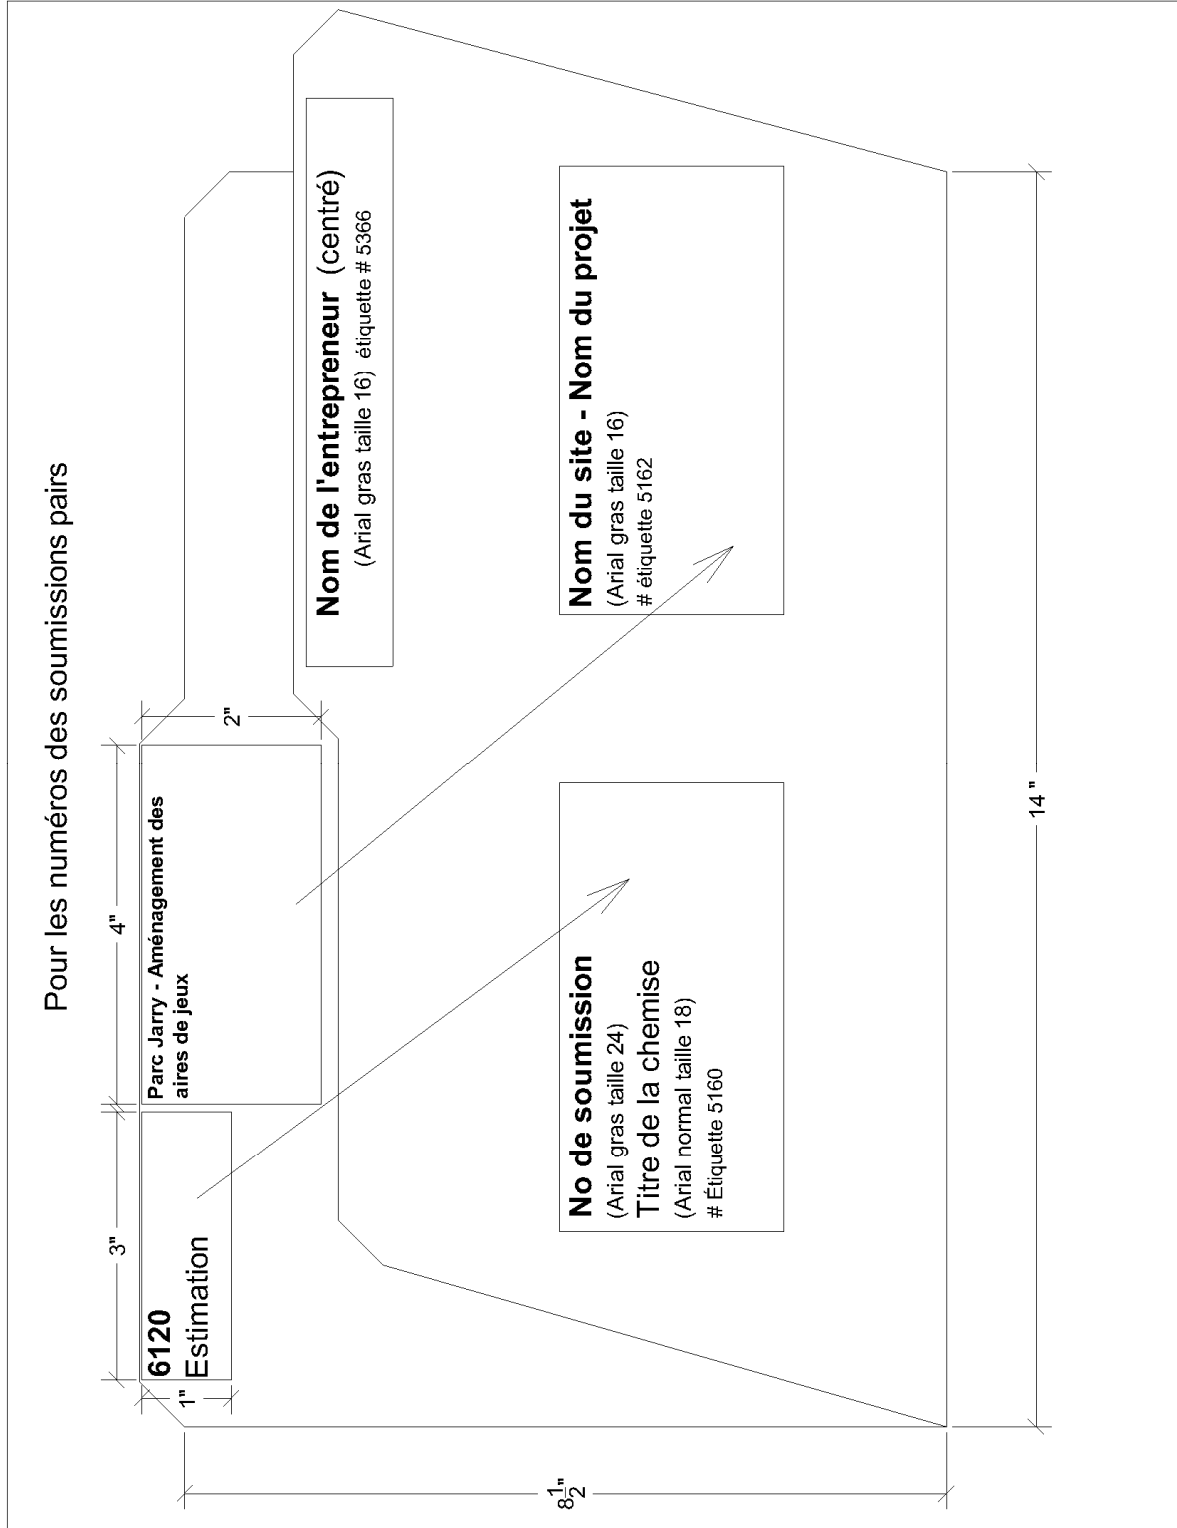 Pour les numéros des soumissions pairs
3"
4"
1"
6120
Estimation
Parc Jarry - Aménagement des
aires de jeux
2"
Nom de l'entrepreneur (centré)
(Arial gras taille 16) étiquette # 5366
No de soumission
(Arial gras taille 24)
Titre de la chemise
(Arial normal taille 18)
# Étiquette 5160
Nom du site - Nom du projet
(Arial gras taille 16)
# étiquette 5162
8 1/2"
14 "